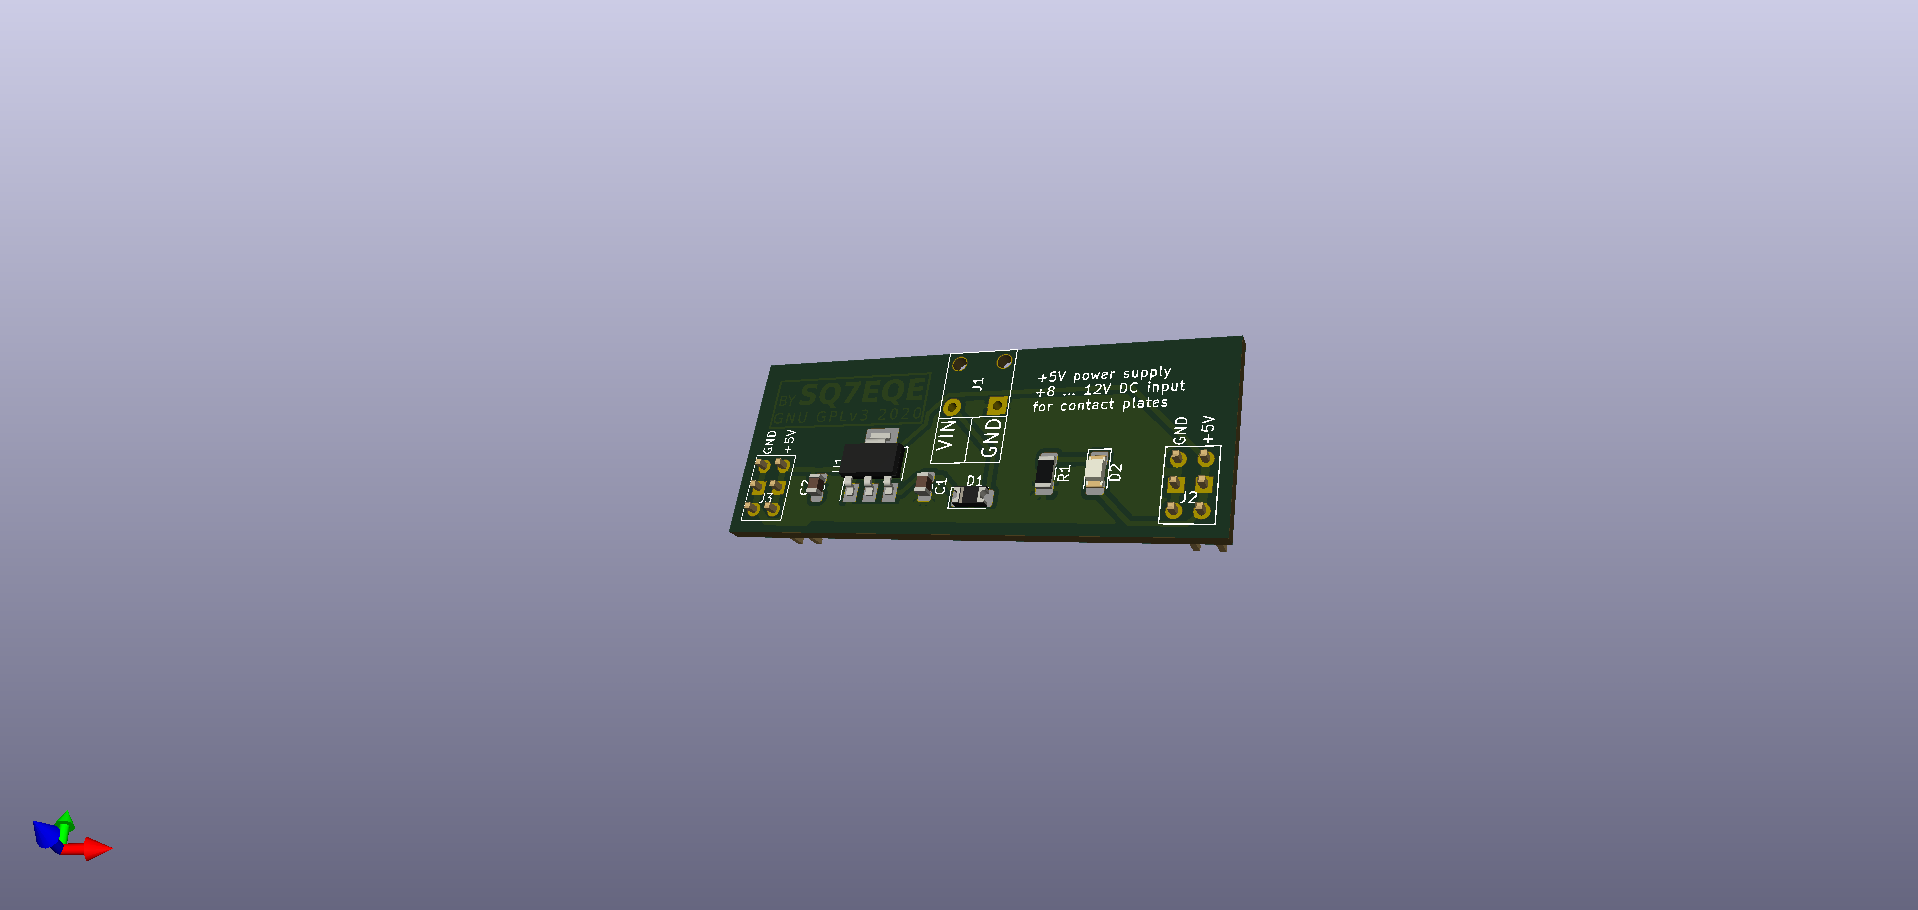 BY SQ7EQE
GNU GPLv3 2020
J1
VIN
GND
+5V power supply
+8 ... 12V DC input
for contact plates
GND
+5V
J3
C2
U1
C1
D1
R1
D2
GND
+5V
J2